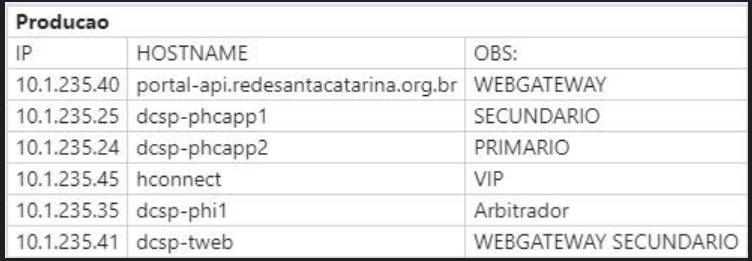 Producao
IP HOSTNAME OBS:
10.1.235.40 portal-api.redesantacatarina.org.br WEBGATEWAY
10.1.235.25 dcsp-phcapp1 SECUNDARIO
10.1.235.24 dcsp-phcapp2 PRIMARIO
10.1.235.45 hconnect VIP
10.1.235.35 dcsp-phi1 Arbitrador
10.1.235.41 dcsp-tweb WEBGATEWAY SECUNDARIO